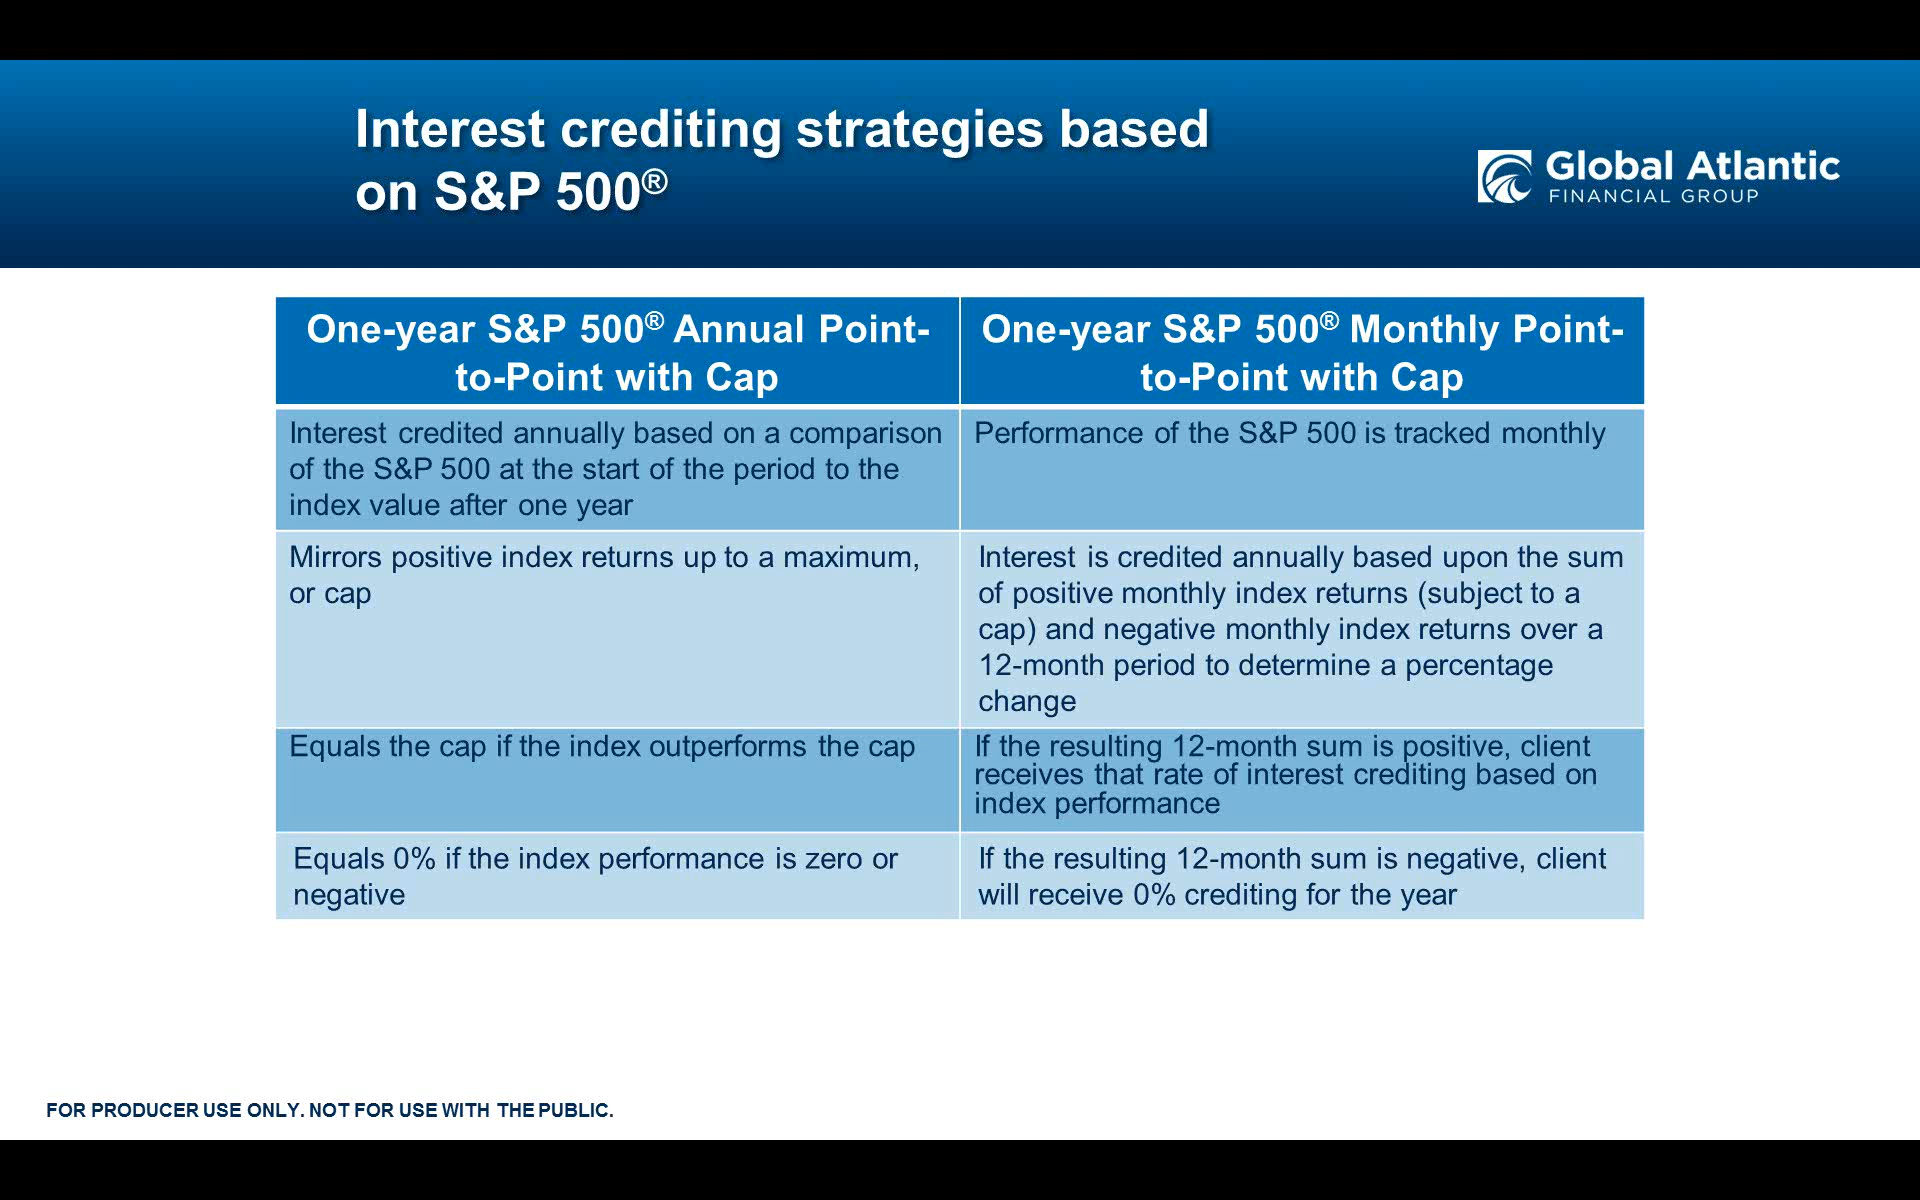 Interest crediting strategies based
on S&P 500®
Global Atlantic
FINANCIAL GROUP
One-year S&P 500® Annual Point-
to-Point with Cap
One-year S&P 500® Monthly Point-
to-Point with Cap
Interest credited annually based on a comparison
of the S&P 500 at the start of the period to the
index value after one year
Performance of the S&P 500 is tracked monthly
Mirrors positive index returns up to a maximum,
or cap
Interest is credited annually based upon the sum
of positive monthly index returns (subject to a
cap) and negative monthly index returns over a
12-month period to determine a percentage
change
Equals the cap if the index outperforms the cap
If the resulting 12-month sum is positive, client
receives that rate of interest crediting based on
index performance
Equals 0% if the index performance is zero or
negative
If the resulting 12-month sum is negative, client
will receive 0% crediting for the year
FOR PRODUCER USE ONLY. NOT FOR USE WITH THE PUBLIC.